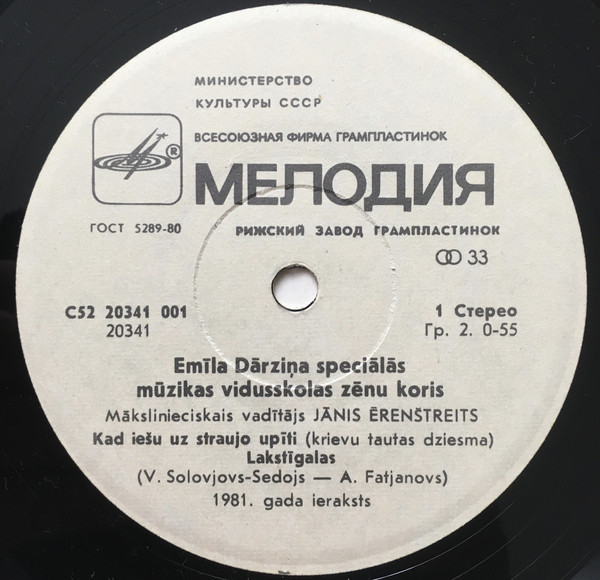 МИНИСТЕРСТВО
КУЛЬТУРЫ СССР
ВСЕСОЮЗНАЯ ФИРМА ГРАМПЛАСТИНОК
®
МЕЛОДИЯ
ГОСТ 5289-80
РИЖСКИЙ ЗАВОД ГРАМПЛАСТИНОК
33
С52 20341 001
1 Стерео
20341
Гр. 2. 0-55
Emīla Dārziņa speciālās
mūzikas vidusskolas zēnu koris
Mākslinieciskais vadītājs JĀNIS ĒRENŠTREITS
Kad iešu uz straujo upīti (krievu tautas dziesma)
Lakstīgalas
(V. Solovjovs-Sedojs — A. Fatjanovs)
1981. gada ieraksts